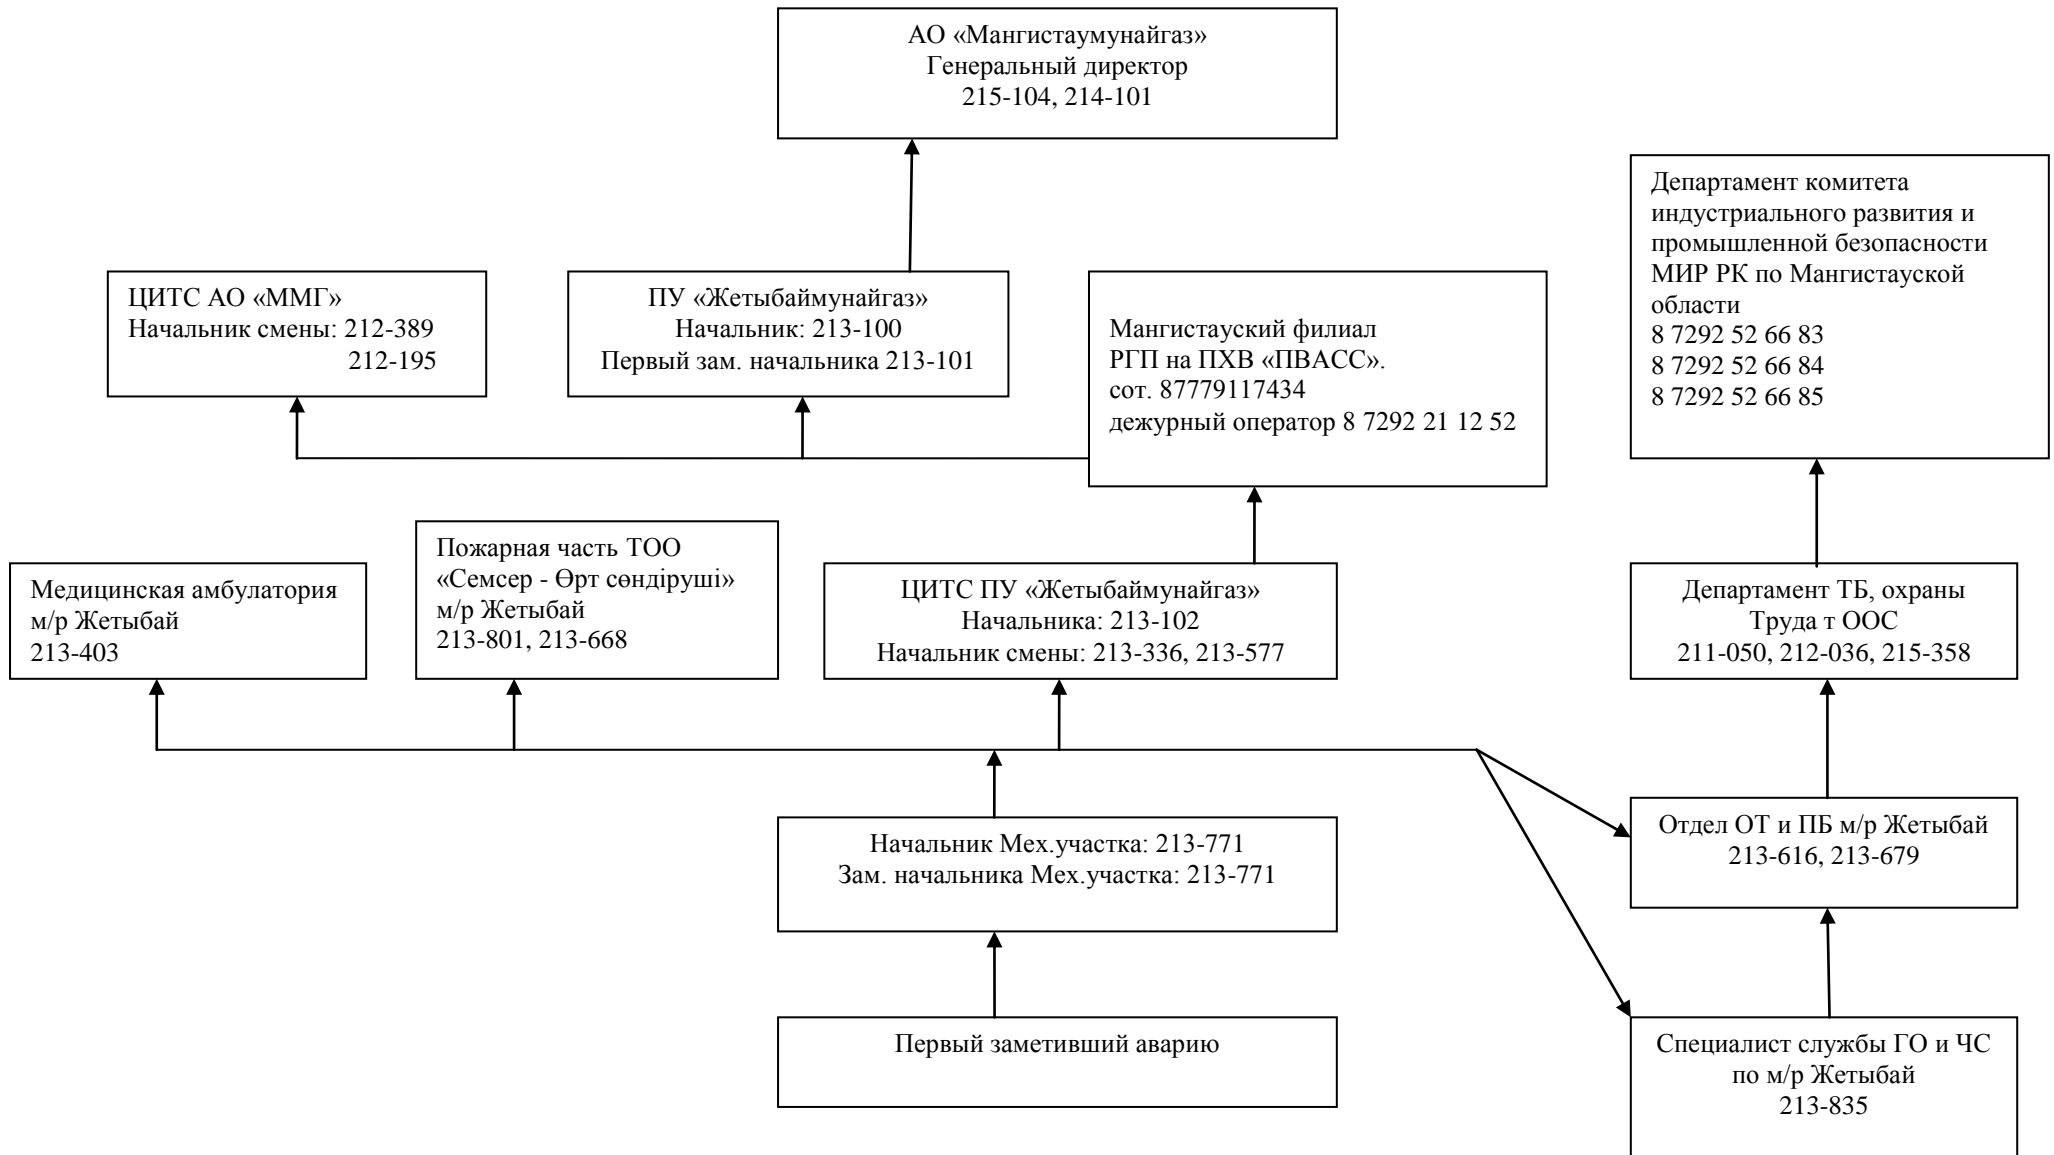 АО «Мангистаумунайгаз»
Генеральный директор
215-104, 214-101
Департамент комитета
индустриального развития и
промышленной безопасности
МИР РК по Мангистауской
области
8 7292 52 66 83
8 7292 52 66 84
8 7292 52 66 85
ЦИТС АО «ММГ»
Начальник смены: 212-389
212-195
ПУ «Жетыбаймунайгаз»
Начальник: 213-100
Первый зам. начальника 213-101
Мангистауский филиал
РГП на ПХВ «ПВАСС».
сот. 87779117434
дежурный оператор 8 7292 21 12 52
Медицинская амбулатория
м/р Жетыбай
213-403
Пожарная часть ТОО
«Семсер - Өрт сөндіруші»
м/р Жетыбай
213-801, 213-668
ЦИТС ПУ «Жетыбаймунайгаз»
Начальника: 213-102
Начальник смены: 213-336, 213-577
Департамент ТБ, охраны
Труда т ООС
211-050, 212-036, 215-358
Начальник Мех.участка: 213-771
Зам. начальника Мех.участка: 213-771
Отдел ОТ и ПБ м/р Жетыбай
213-616, 213-679
Первый заметивший аварию
Специалист службы ГО и ЧС
по м/р Жетыбай
213-835